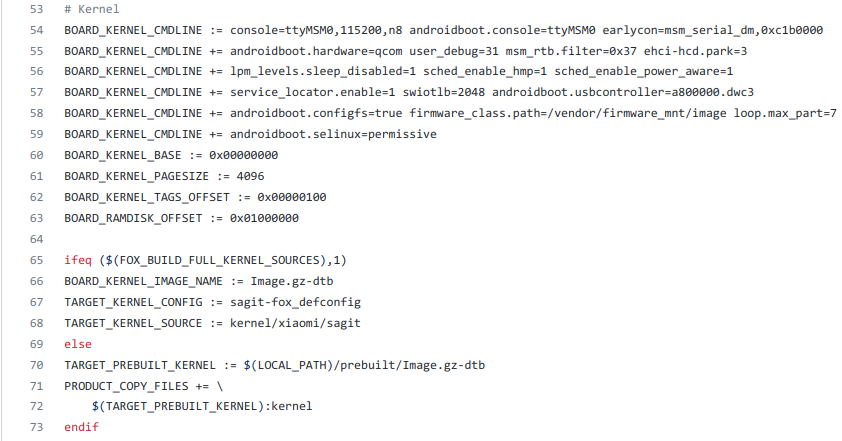 53 # Kernel
54 BOARD_KERNEL_CMDLINE := console=ttyMSM0,115200,n8 androidboot.console=ttyMSM0 earlycon=msm_serial_dm,0xc1b0000
55 BOARD_KERNEL_CMDLINE += androidboot.hardware=qcom user_debug=31 msm_rtb.filter=0x37 ehci-hcd.park=3
56 BOARD_KERNEL_CMDLINE += lpm_levels.sleep_disabled=1 sched_enable_hmp=1 sched_enable_power_aware=1
57 BOARD_KERNEL_CMDLINE += service_locator.enable=1 swiotlb=2048 androidboot.usbcontroller=a800000.dwc3
58 BOARD_KERNEL_CMDLINE += androidboot.configfs=true firmware_class.path=/vendor/firmware_mnt/image loop.max_part=7
59 BOARD_KERNEL_CMDLINE += androidboot.selinux=permissive
60 BOARD_KERNEL_BASE := 0x00000000
61 BOARD_KERNEL_PAGESIZE := 4096
62 BOARD_KERNEL_TAGS_OFFSET := 0x00000100
63 BOARD_RAMDISK_OFFSET := 0x01000000
64
65 ifeq ($(FOX_BUILD_FULL_KERNEL_SOURCES),1)
66 BOARD_KERNEL_IMAGE_NAME := Image.gz-dtb
67 TARGET_KERNEL_CONFIG := sagit-fox_defconfig
68 TARGET_KERNEL_SOURCE := kernel/xiaomi/sagit
69 else
70 TARGET_PREBUILT_KERNEL := $(LOCAL_PATH)/prebuilt/Image.gz-dtb
71 PRODUCT_COPY_FILES += \
72     $(TARGET_PREBUILT_KERNEL):kernel
73 endif